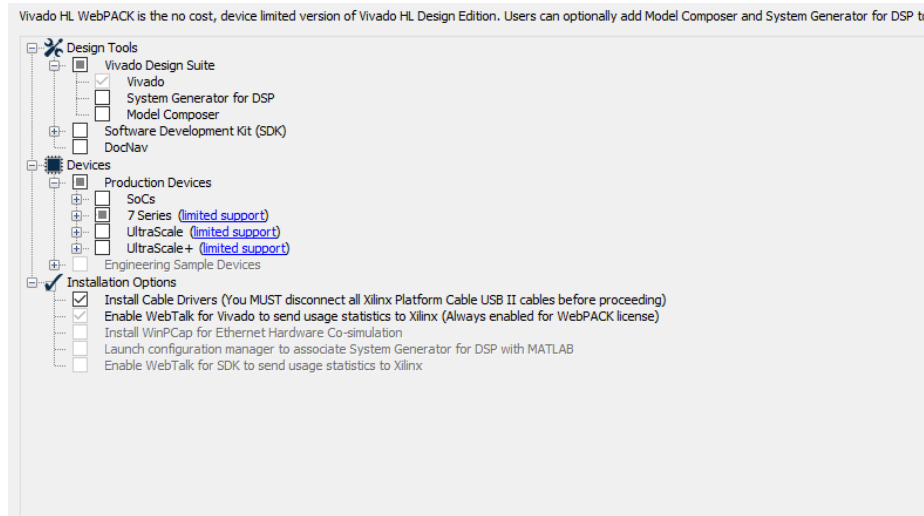 Vivado HL WebPACK is the no cost, device limited version of Vivado HL Design Edition. Users can optionally add Model Composer and System Generator for DSP
Design Tools
Vivado Design Suite
Vivado
System Generator for DSP
Model Composer
Software Development Kit (SDK)
DocNav
Devices
Production Devices
SoCs
7 Series (limited support)
UltraScale (limited support)
UltraScale+ (limited support)
Engineering Sample Devices
Installation Options
Install Cable Drivers (You MUST disconnect all Xilinx Platform Cable USB II cables before proceeding)
Enable WebTalk for Vivado to send usage statistics to Xilinx (Always enabled for WebPACK license)
Install WinPCap for Ethernet Hardware Co-simulation
Launch configuration manager to associate System Generator for DSP with MATLAB
Enable WebTalk for SDK to send usage statistics to Xilinx